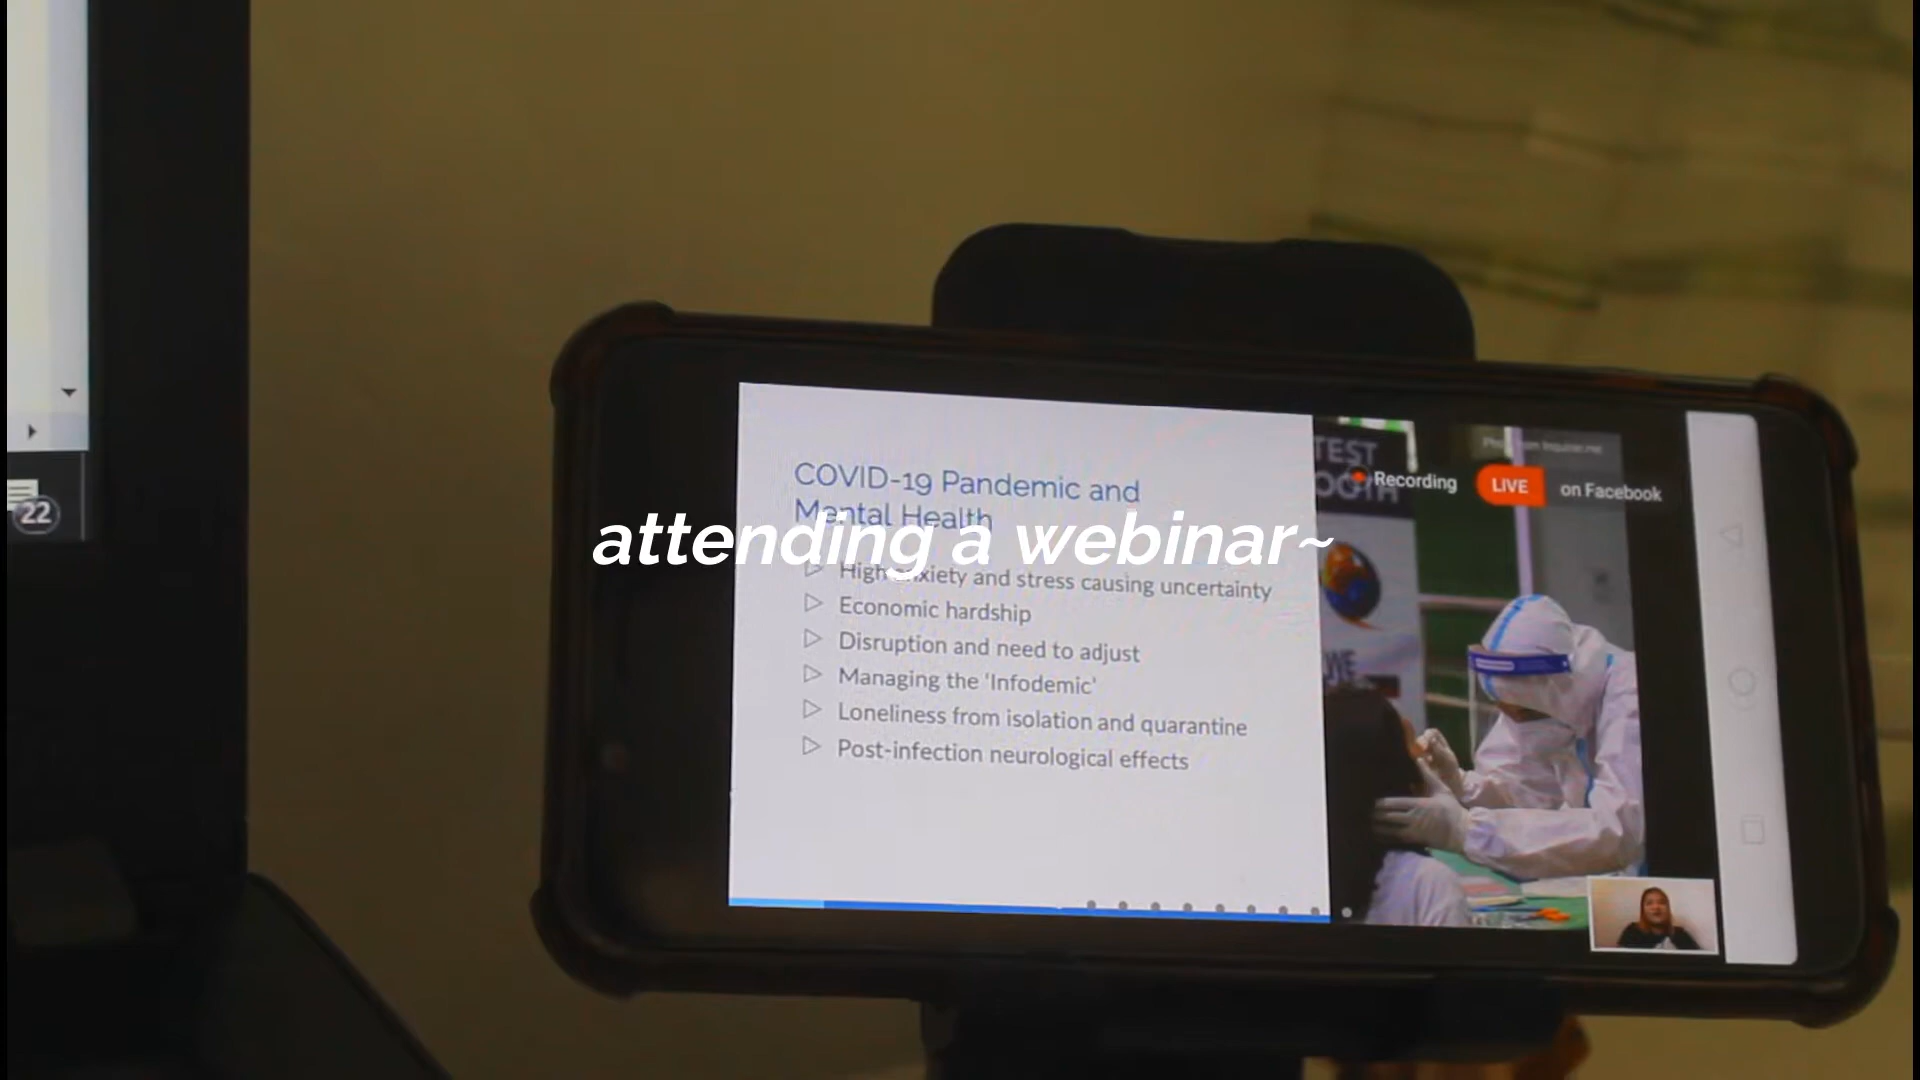 22
COVID-19 Pandemic and
Mental Health
attending a webinar~
▷ High anxiety and stress causing uncertainty
▷ Economic hardship
▷ Disruption and need to adjust
▷ Managing the 'Infodemic'
▷ Loneliness from isolation and quarantine
▷ Post-infection neurological effects
TEST
Recording
LIVE on Facebook
WE